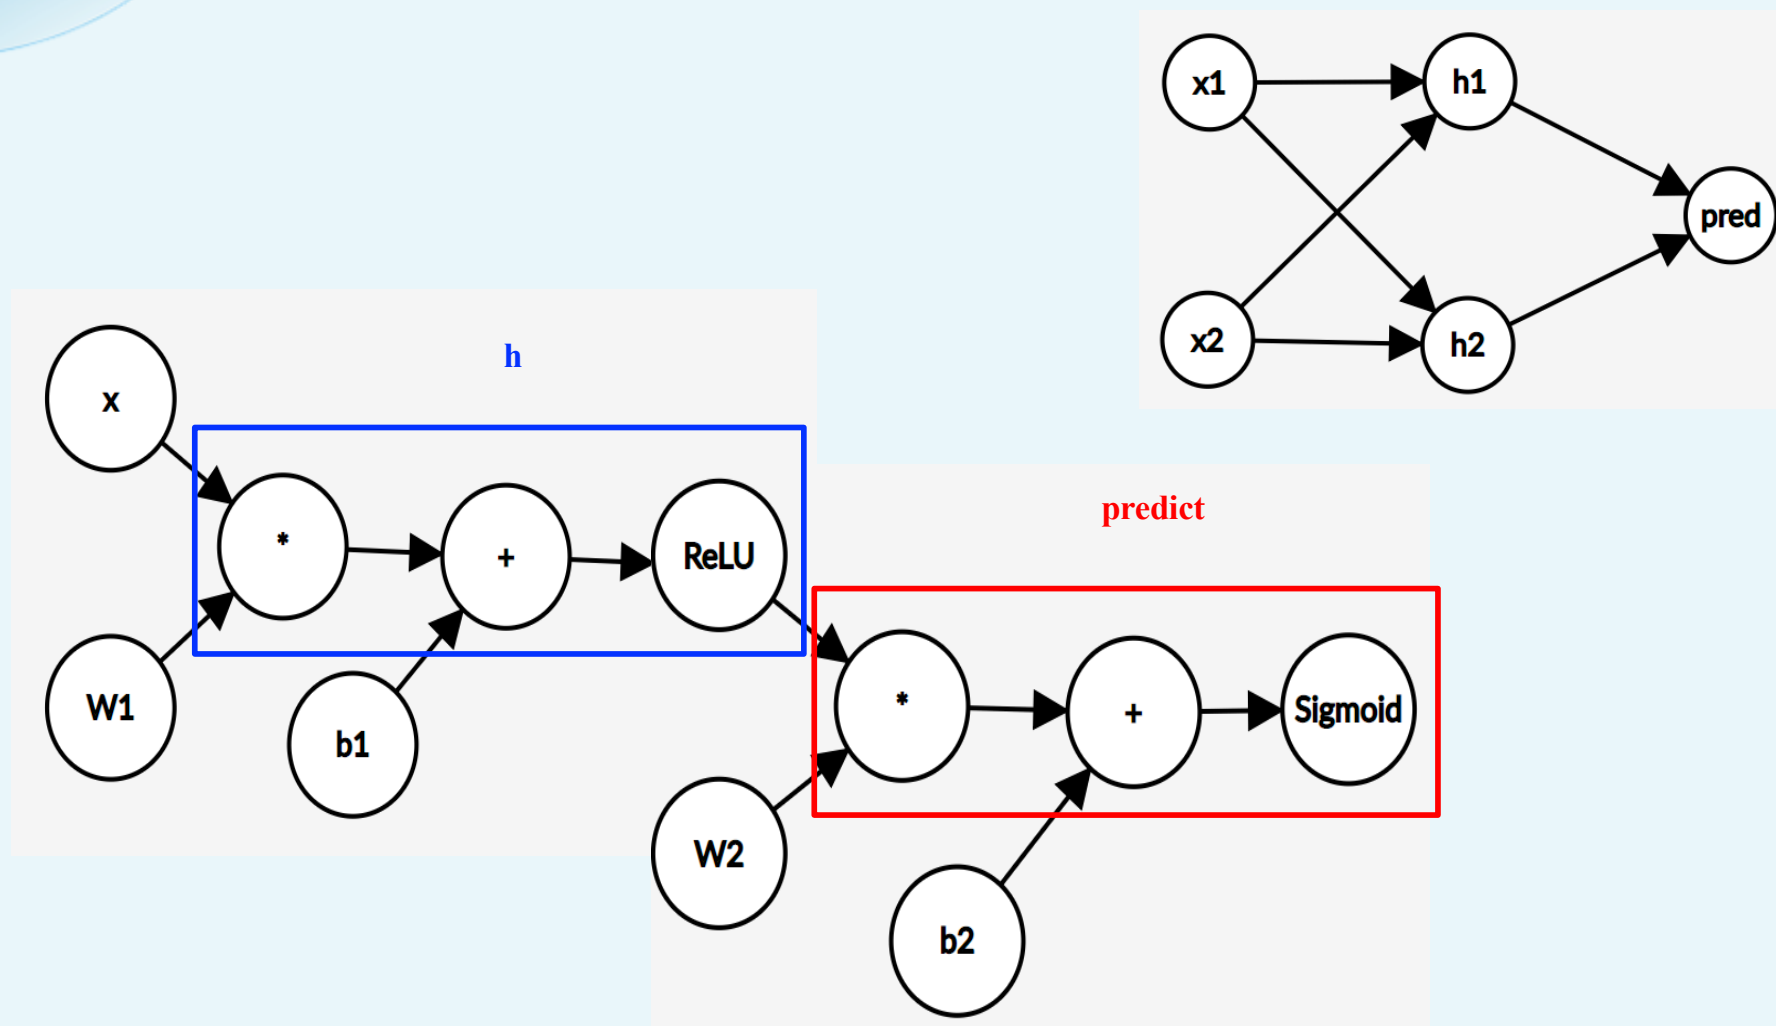 x1
h1
pred
x2
h2
h
x
*
+
ReLU
W1
b1
predict
*
+
Sigmoid
W2
b2